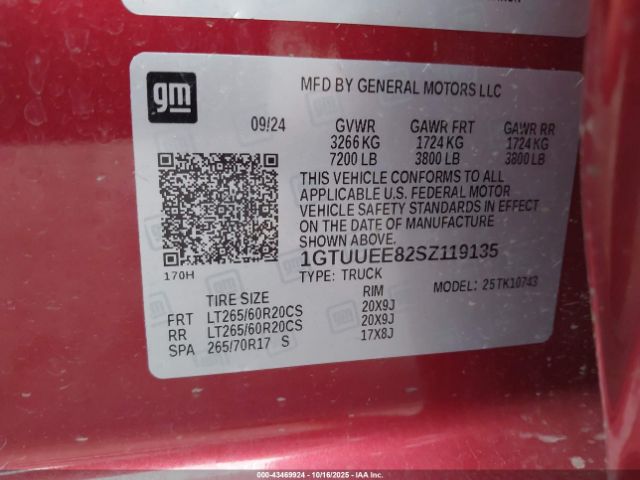 gm
MFD BY GENERAL MOTORS LLC
09/24 GVWR GAWR FRT GAWR RR
3266 KG 1724 KG 1724 KG
7200 LB 3800 LB 3800 LB
THIS VEHICLE CONFORMS TO ALL
APPLICABLE U.S. FEDERAL MOTOR
VEHICLE SAFETY STANDARDS IN EFFECT
ON THE DATE OF MANUFACTURE
SHOWN ABOVE.
170H
1GTUUEE82SZ119135
TYPE: TRUCK
MODEL: 25TK10743
TIRE SIZE RIM
FRT LT265/60R20CS 20X9J
RR LT265/60R20CS 20X9J
SPA 265/70R17 S 17X8J
000-43469924 - 10/16/2025 - IAA Inc.